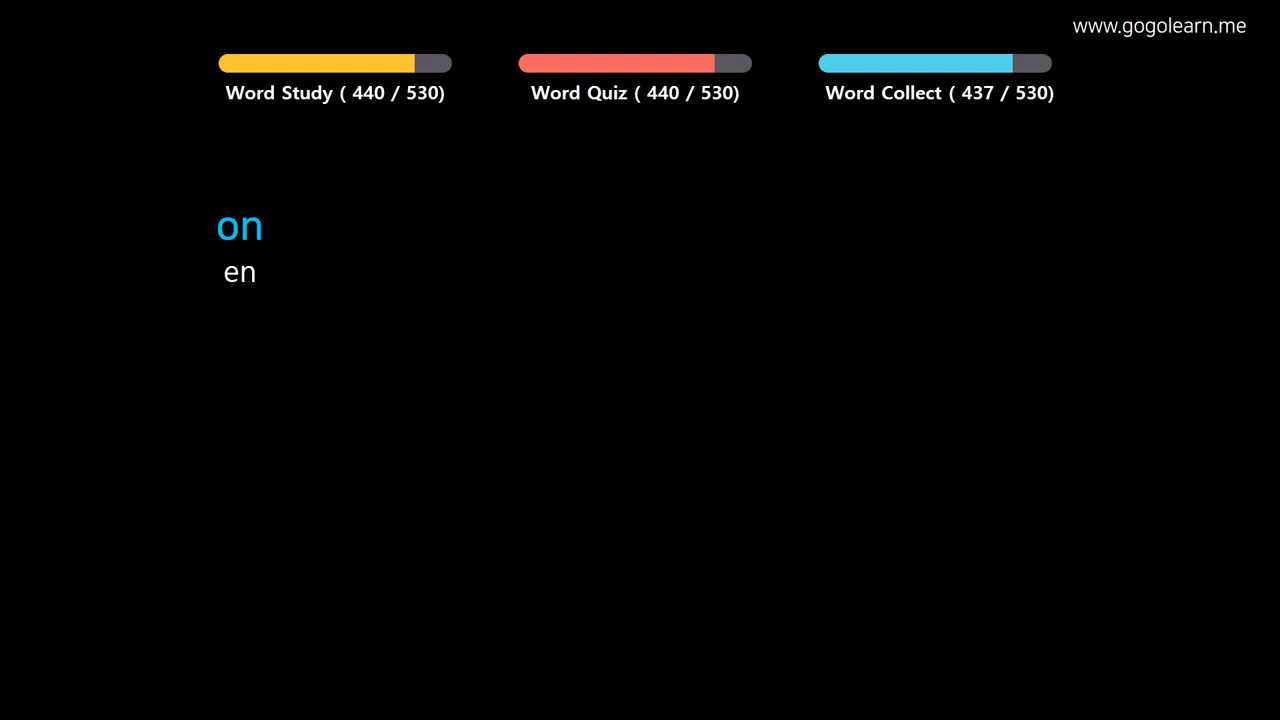 www.gogolearn.me
Word Study ( 440 / 530)
Word Quiz ( 440 / 530)
Word Collect ( 437 / 530)
on
en